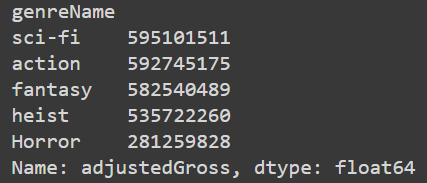 genreName
sci-fi    595101511
action    592745175
fantasy   582540489
heist     535722260
Horror    281259828
Name: adjustedGross, dtype: float64